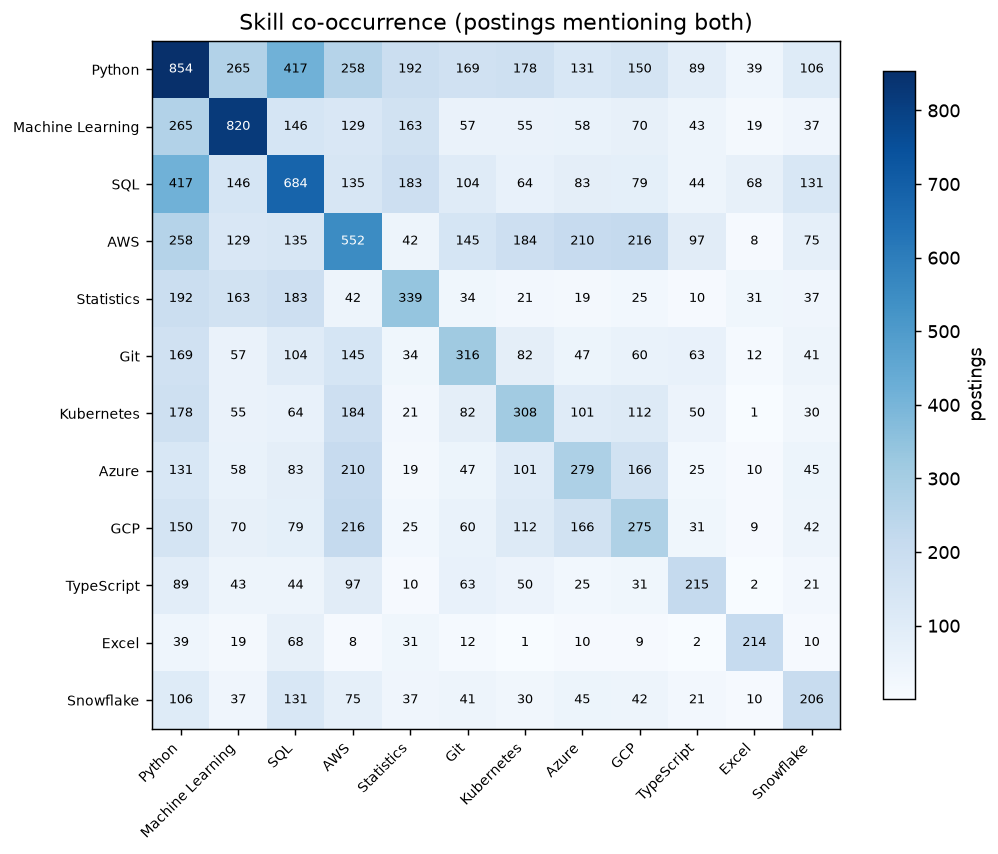 Skill co-occurrence (postings mentioning both)
Python 854 265 417 258 192 169 178 131 150 89 39 106
Machine Learning 265 820 146 129 163 57 55 58 70 43 19 37
SQL 417 146 684 135 183 104 64 83 79 44 68 131
AWS 258 129 135 552 42 145 184 210 216 97 8 75
Statistics 192 163 183 42 339 34 21 19 25 10 31 37
Git 169 57 104 145 34 316 82 47 60 63 12 41
Kubernetes 178 55 64 184 21 82 308 101 112 50 1 30
Azure 131 58 83 210 19 47 101 279 166 25 10 45
GCP 150 70 79 216 25 60 112 166 275 31 9 42
TypeScript 89 43 44 97 10 63 50 25 31 215 2 21
Excel 39 19 68 8 31 12 1 10 9 2 214 10
Snowflake 106 37 131 75 37 41 30 45 42 21 10 206
Python Machine Learning SQL AWS Statistics Git Kubernetes Azure GCP TypeScript Excel Snowflake
800
700
600
500
400
300
200
100
postings